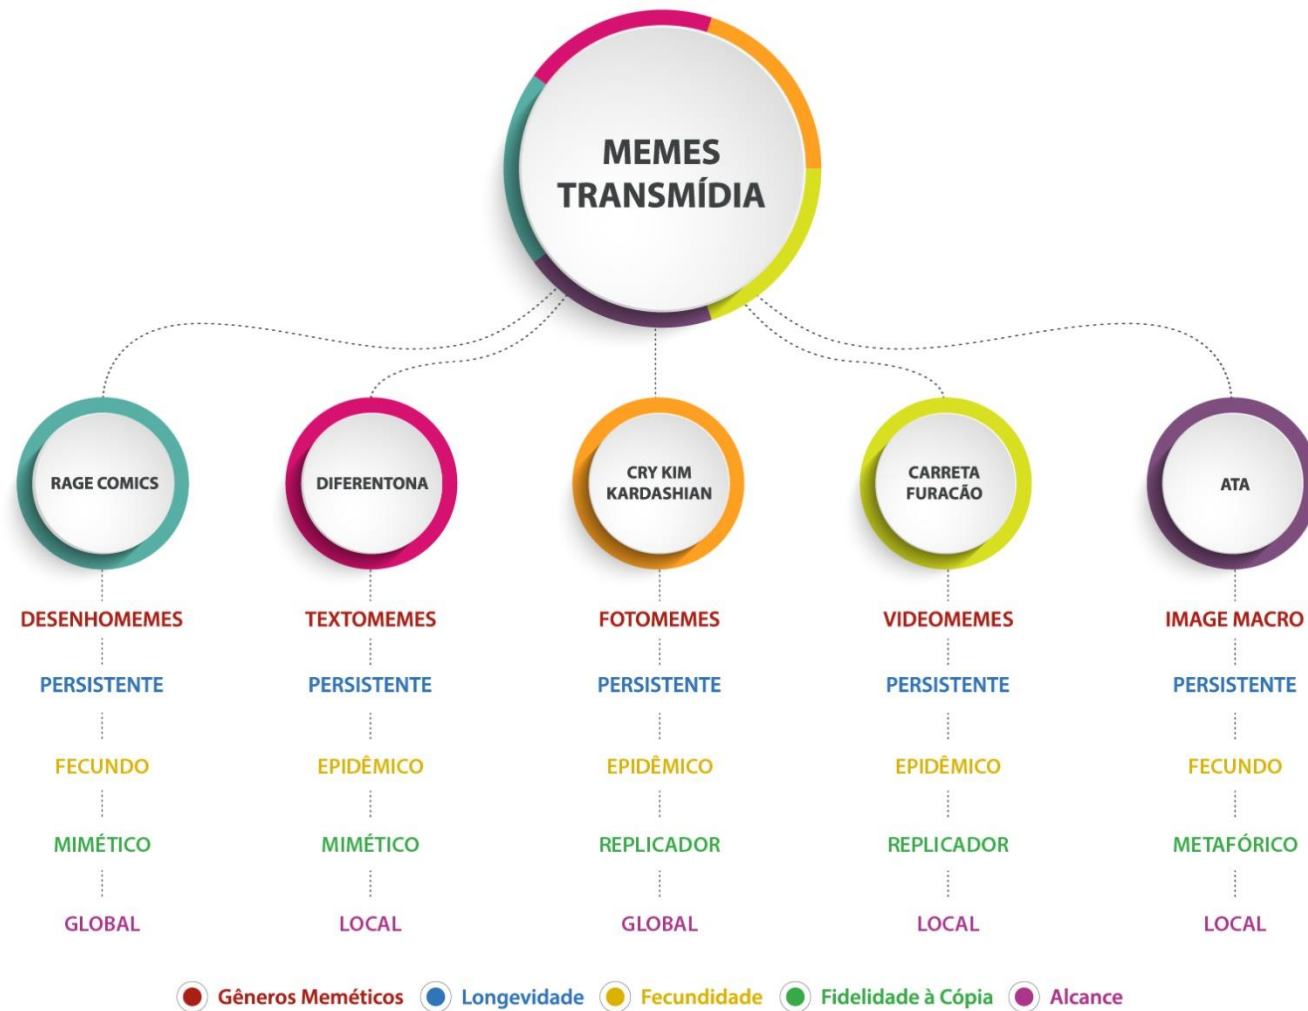 MEMES
TRANSMÍDIA
RAGE COMICS
DIFERENTONA
CRY KIM
KARDASHIAN
CARRETA
FURACÃO
ATA
DESENHOMEMES
TEXTOMEMES
FOTOMEMES
VIDEOMEMES
IMAGE MACRO
PERSISTENTE
PERSISTENTE
PERSISTENTE
PERSISTENTE
PERSISTENTE
FECUNDO
EPIDÊMICO
EPIDÊMICO
EPIDÊMICO
FECUNDO
MIMÉTICO
MIMÉTICO
REPLICADOR
REPLICADOR
METAFÓRICO
GLOBAL
LOCAL
GLOBAL
LOCAL
LOCAL
Gêneros Meméticos
Longevidade
Fecundidade
Fidelidade à Cópia
Alcance